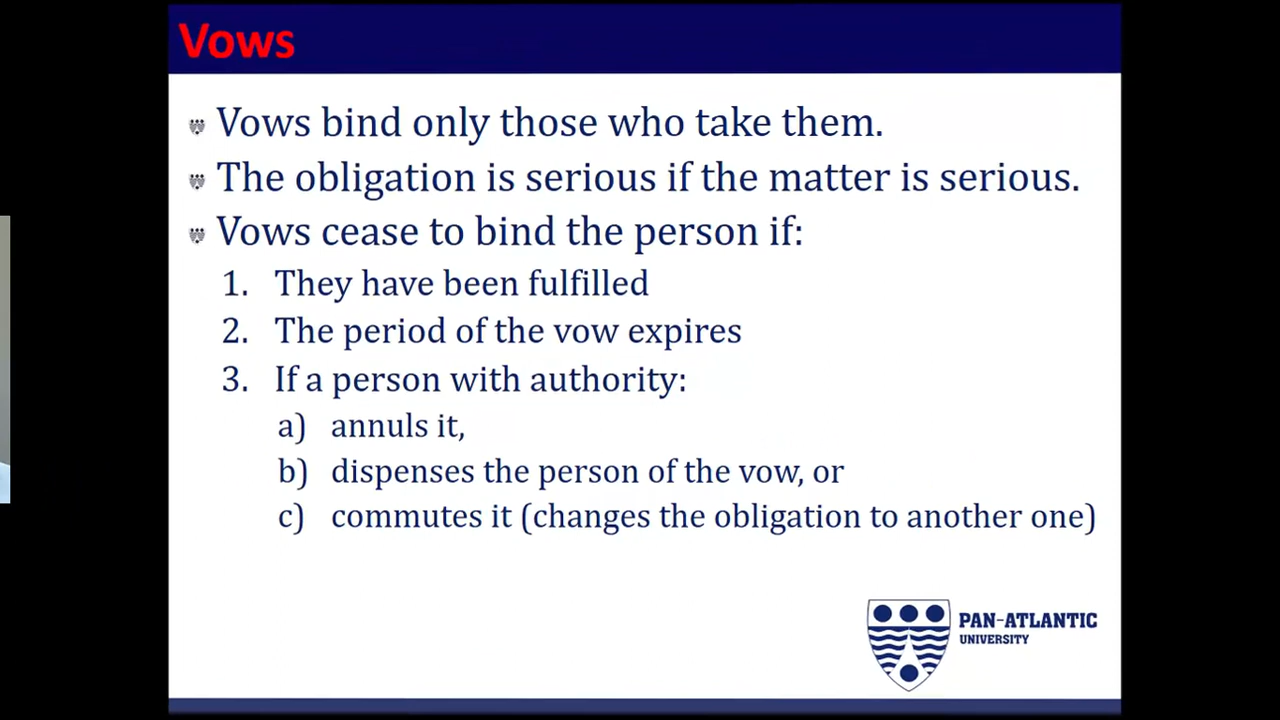 Vows
Vows bind only those who take them.
The obligation is serious if the matter is serious.
Vows cease to bind the person if:
1. They have been fulfilled
2. The period of the vow expires
3. If a person with authority:
a) annuls it,
b) dispenses the person of the vow, or
c) commutes it (changes the obligation to another one)
PAN-ATLANTIC
UNIVERSITY